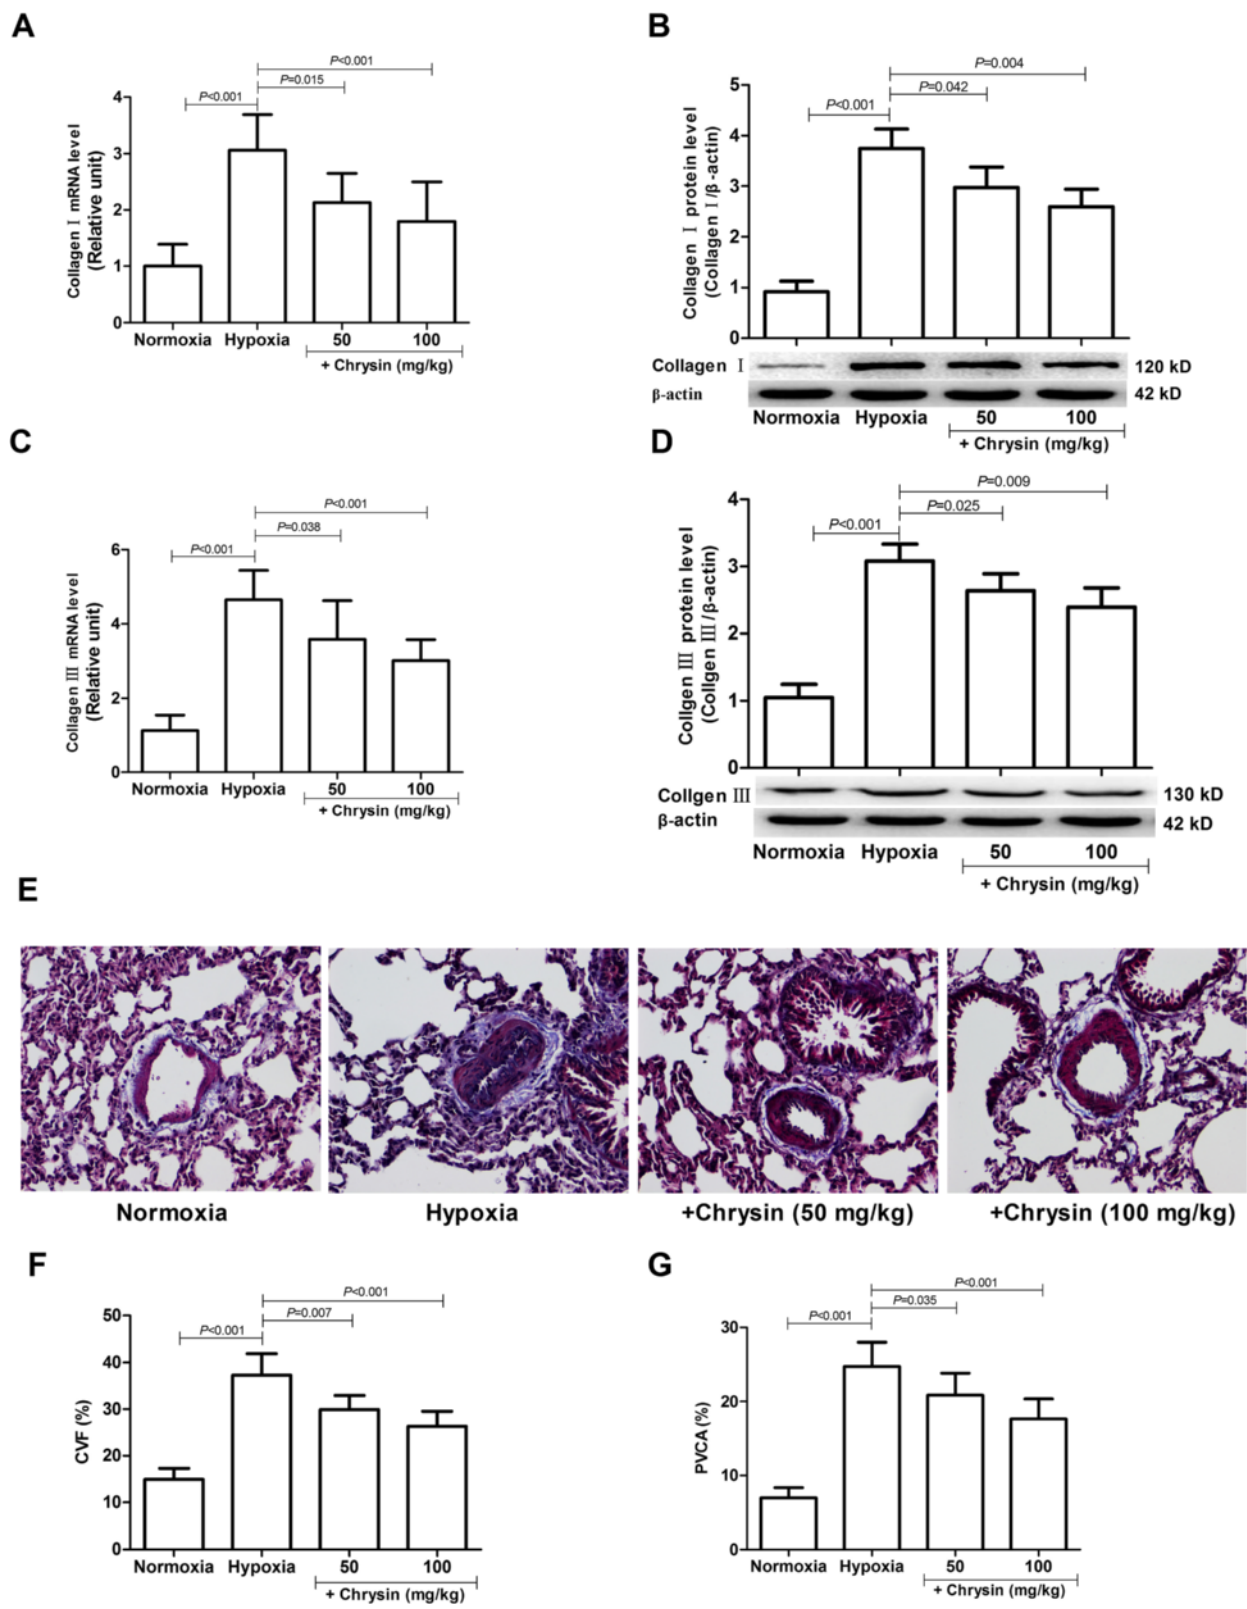 A
P<0.001
P=0.015
P<0.001
Collagen Ⅰ mRNA level
(Relative unit)
4
3
2
1
0
Normoxia Hypoxia 50 100
+ Chrysin (mg/kg)
B
P=0.004
P=0.042
P<0.001
Collagen Ⅰ protein level
(Collagen Ⅰ/β-actin)
5
4
3
2
1
0
Collagen Ⅰ 120 kD
β-actin 42 kD
Normoxia Hypoxia 50 100
+ Chrysin (mg/kg)
C
P<0.001
P=0.038
P<0.001
Collagen Ⅲ mRNA level
(Relative unit)
6
4
2
0
Normoxia Hypoxia 50 100
+ Chrysin (mg/kg)
D
P=0.009
P=0.025
P<0.001
Collgen Ⅲ protein level
(Collgen Ⅲ/β-actin)
4
3
2
1
0
Collgen Ⅲ 130 kD
β-actin 42 kD
Normoxia Hypoxia 50 100
+ Chrysin (mg/kg)
E
Normoxia Hypoxia +Chrysin (50 mg/kg) +Chrysin (100 mg/kg)
F
P<0.001
P=0.007
P<0.001
CVF (%)
50
40
30
20
10
0
Normoxia Hypoxia 50 100
+ Chrysin (mg/kg)
G
P<0.001
P=0.035
P<0.001
PVCA (%)
30
20
10
0
Normoxia Hypoxia 50 100
+ Chrysin (mg/kg)